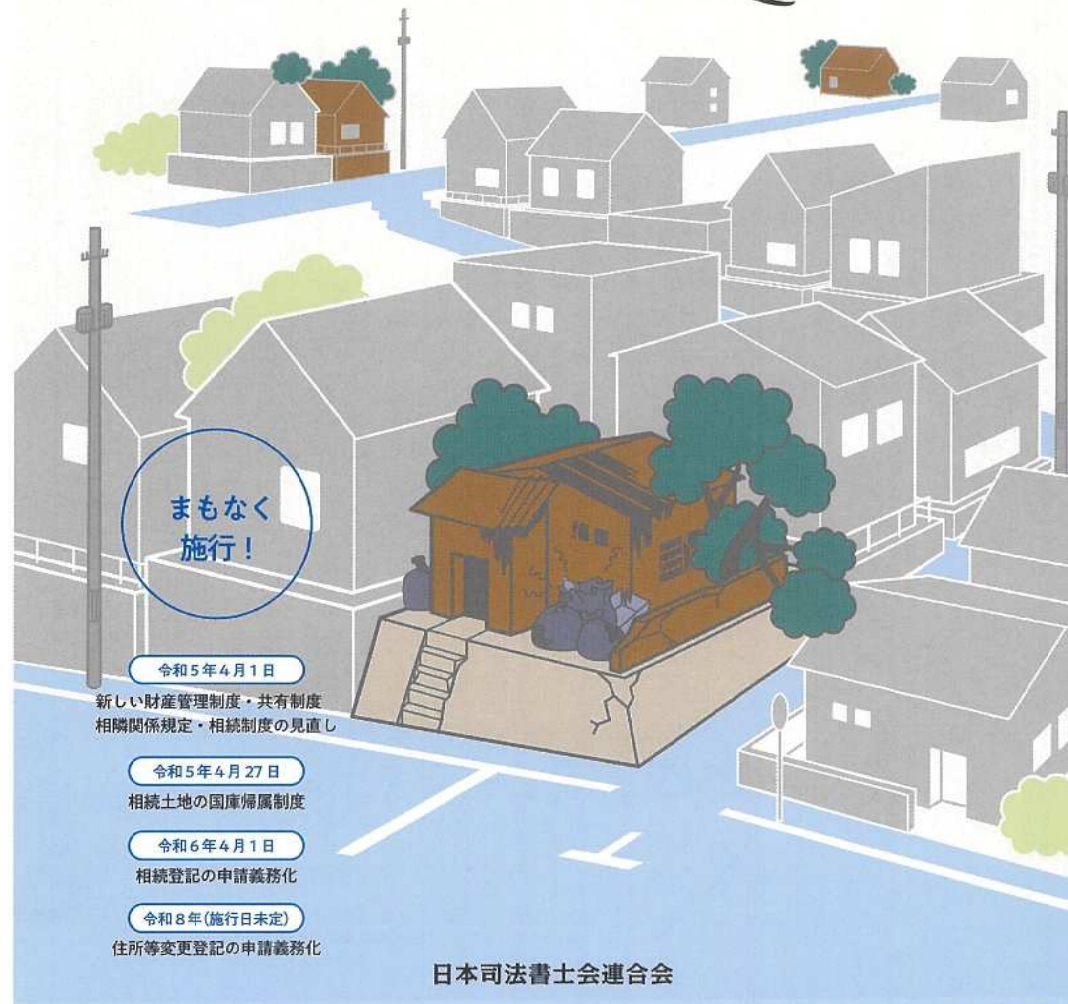 まもなく
施行！
令和5年4月1日
新しい財産管理制度・共有制度
相隣関係規定・相続制度の見直し
令和5年4月27日
相続土地の国庫帰属制度
令和6年4月1日
相続登記の申請義務化
令和8年(施行日未定)
住所等変更登記の申請義務化
日本司法書士会連合会